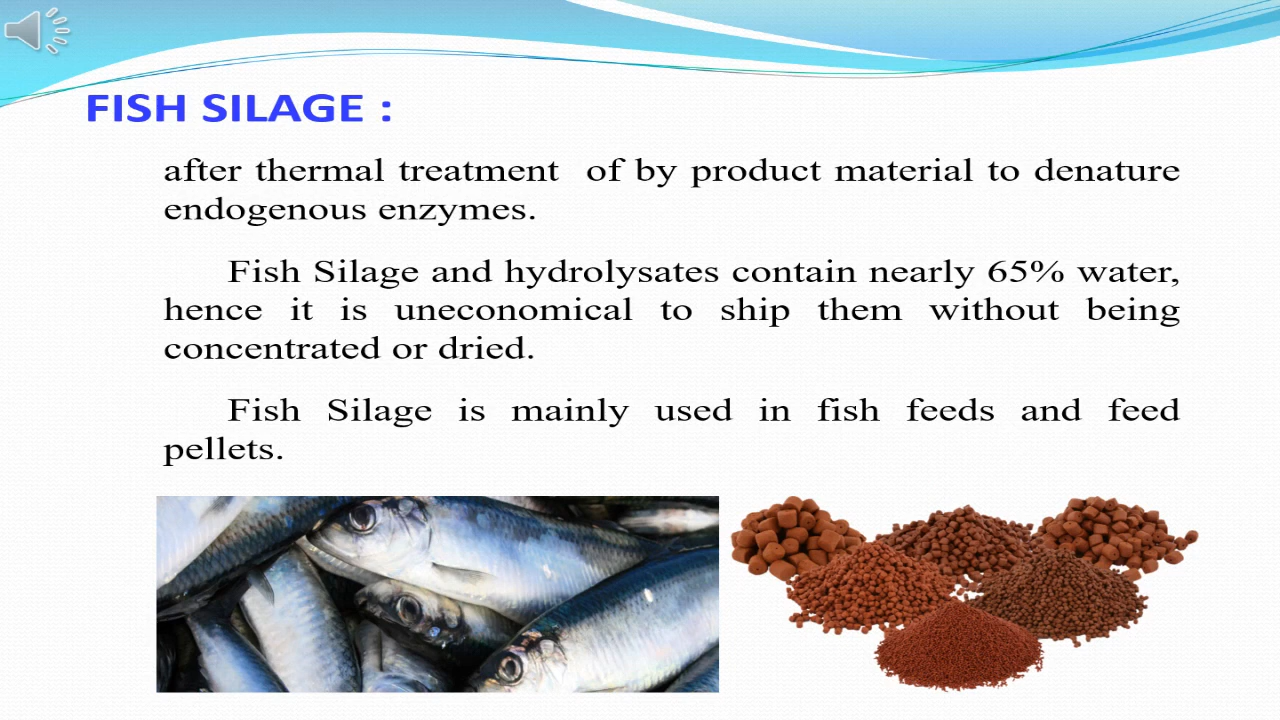 FISH SILAGE :
after thermal treatment of by product material to denature
endogenous enzymes.
Fish Silage and hydrolysates contain nearly 65% water,
hence it is uneconomical to ship them without being
concentrated or dried.
Fish Silage is mainly used in fish feeds and feed
pellets.